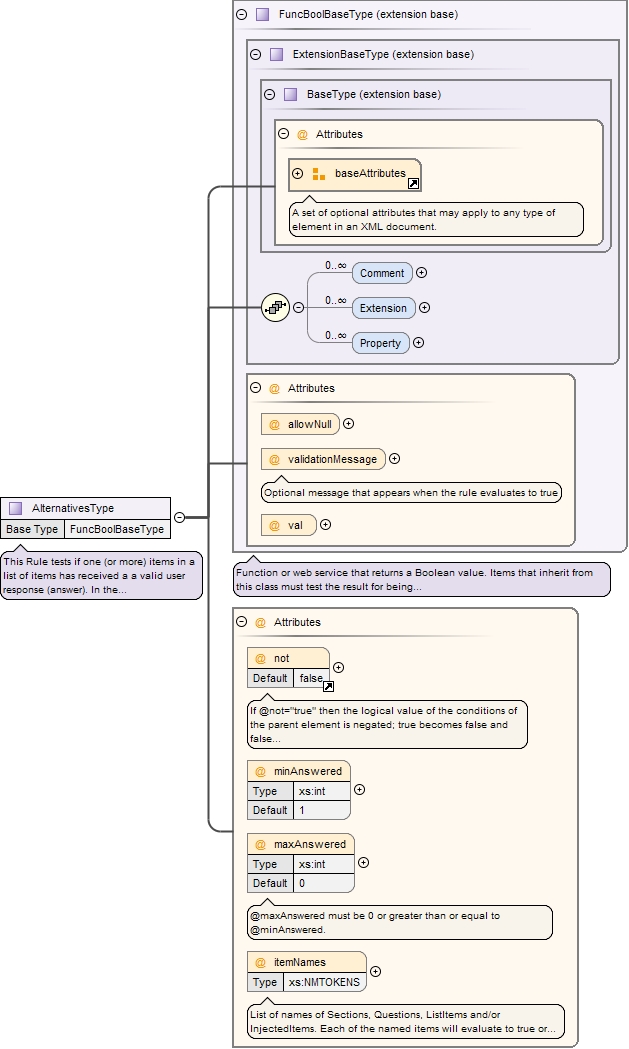 FuncBoolBaseType (extension base)
ExtensionBaseType (extension base)
BaseType (extension base)
@ Attributes
baseAttributes
A set of optional attributes that may apply to any type of
element in an XML document.
0..∞
Comment
0..∞
Extension
0..∞
Property
@ Attributes
@ allowNull
@ validationMessage
Optional message that appears when the rule evaluates to true
@ val
AlternativesType
Base Type FuncBoolBaseType
This Rule tests if one (or more) items in a
list of items has received a a valid user
response (answer). In the...
Function or web service that returns a Boolean value. Items that inherit from
this class must test the result for being...
@ Attributes
@ not
Default false
If @not="true" then the logical value of the conditions of
the parent element is negated; true becomes false and
false...
@ minAnswered
Type xs:int
Default 1
@ maxAnswered
Type xs:int
Default 0
@maxAnswered must be 0 or greater than or equal to
@minAnswered.
@ itemNames
Type xs:NMTOKENS
List of names of Sections, Questions, ListItems and/or
InjectedItems. Each of the named items will evaluate to true or...